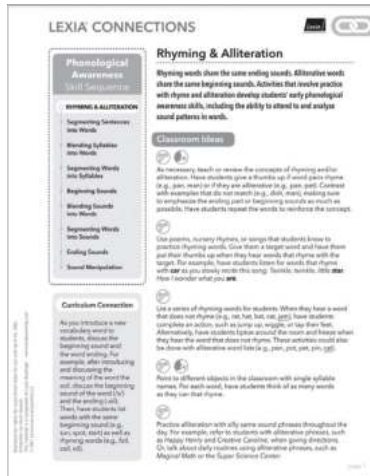 LEXIA® CONNECTIONS
Phonological
Awareness
Skill Sequence
RHYMING & ALLITERATION
Segmenting Sentences
into Words
Blending Syllables
into Words
Segmenting Words
into Syllables
Beginning Sounds
Blending Sounds
into Words
Segmenting Words
into Sounds
Ending Sounds
Sound Manipulation
Curriculum Connection
As you introduce a new
vocabulary word to
students, discuss the
beginning sound and
the word ending. For
example, after introducing
and discussing the
meaning of the word the
soil, discuss the beginning
sound of the word (/s/)
and the ending (-oil).
Then, have students list
words with the same
beginning sound (e.g.,
sun, spot, stem) as well as
rhyming words (e.g., foil,
coil, oil).
Rhyming & Alliteration
Rhyming words share the same ending sounds. Alliterative words
share the same beginning sounds. Activities that involve practice
with rhyme and alliteration develop students' early phonological
awareness skills, including the ability to attend to and analyse
sound patterns in words.
Classroom Ideas
As necessary, teach or review the concepts of rhyming and/or
alliteration. Have students give a thumbs up if word pairs rhyme
(e.g., pan, man) or if they are alliterative (e.g., pan, pet). Contrast
with examples that do not match (e.g., dish, man), making sure
to emphasize the ending part or beginning sounds as much as
possible. Have students repeat the words to reinforce the concept.
Use poems, nursery rhymes, or songs that students know to
practice rhyming words. Give them a target word and have them
put their thumbs up when they hear words that rhyme with the
target. For example, have students listen for words that rhymes
with car as you slowly recite this song: Twinkle, twinkle, little star.
How I wonder what you are.
List a series of rhyming words for students. When they hear a word
that does not rhyme (e.g., rat, hat, bat, cat, jam), have students
complete an action, such as jump up, wiggle, or tap their feet.
Alternatively, have students tiptoe around the room and freeze when
they hear the word that does not rhyme. These activities could also
be done with alliterative word lists (e.g., pan, pot, pet, pin, cat).
Point to different objects in the classroom with single syllable
names. For each word, have students think of as many words
as they can that rhyme.
Practice alliteration with silly same sound phrases throughout the
day. For example, refer to students with alliterative phrases, such
as Happy Henry and Creative Caroline, when giving directions.
Or, talk about daily routines using alliterative phrases, such as
Magical Math or the Super Science Center.